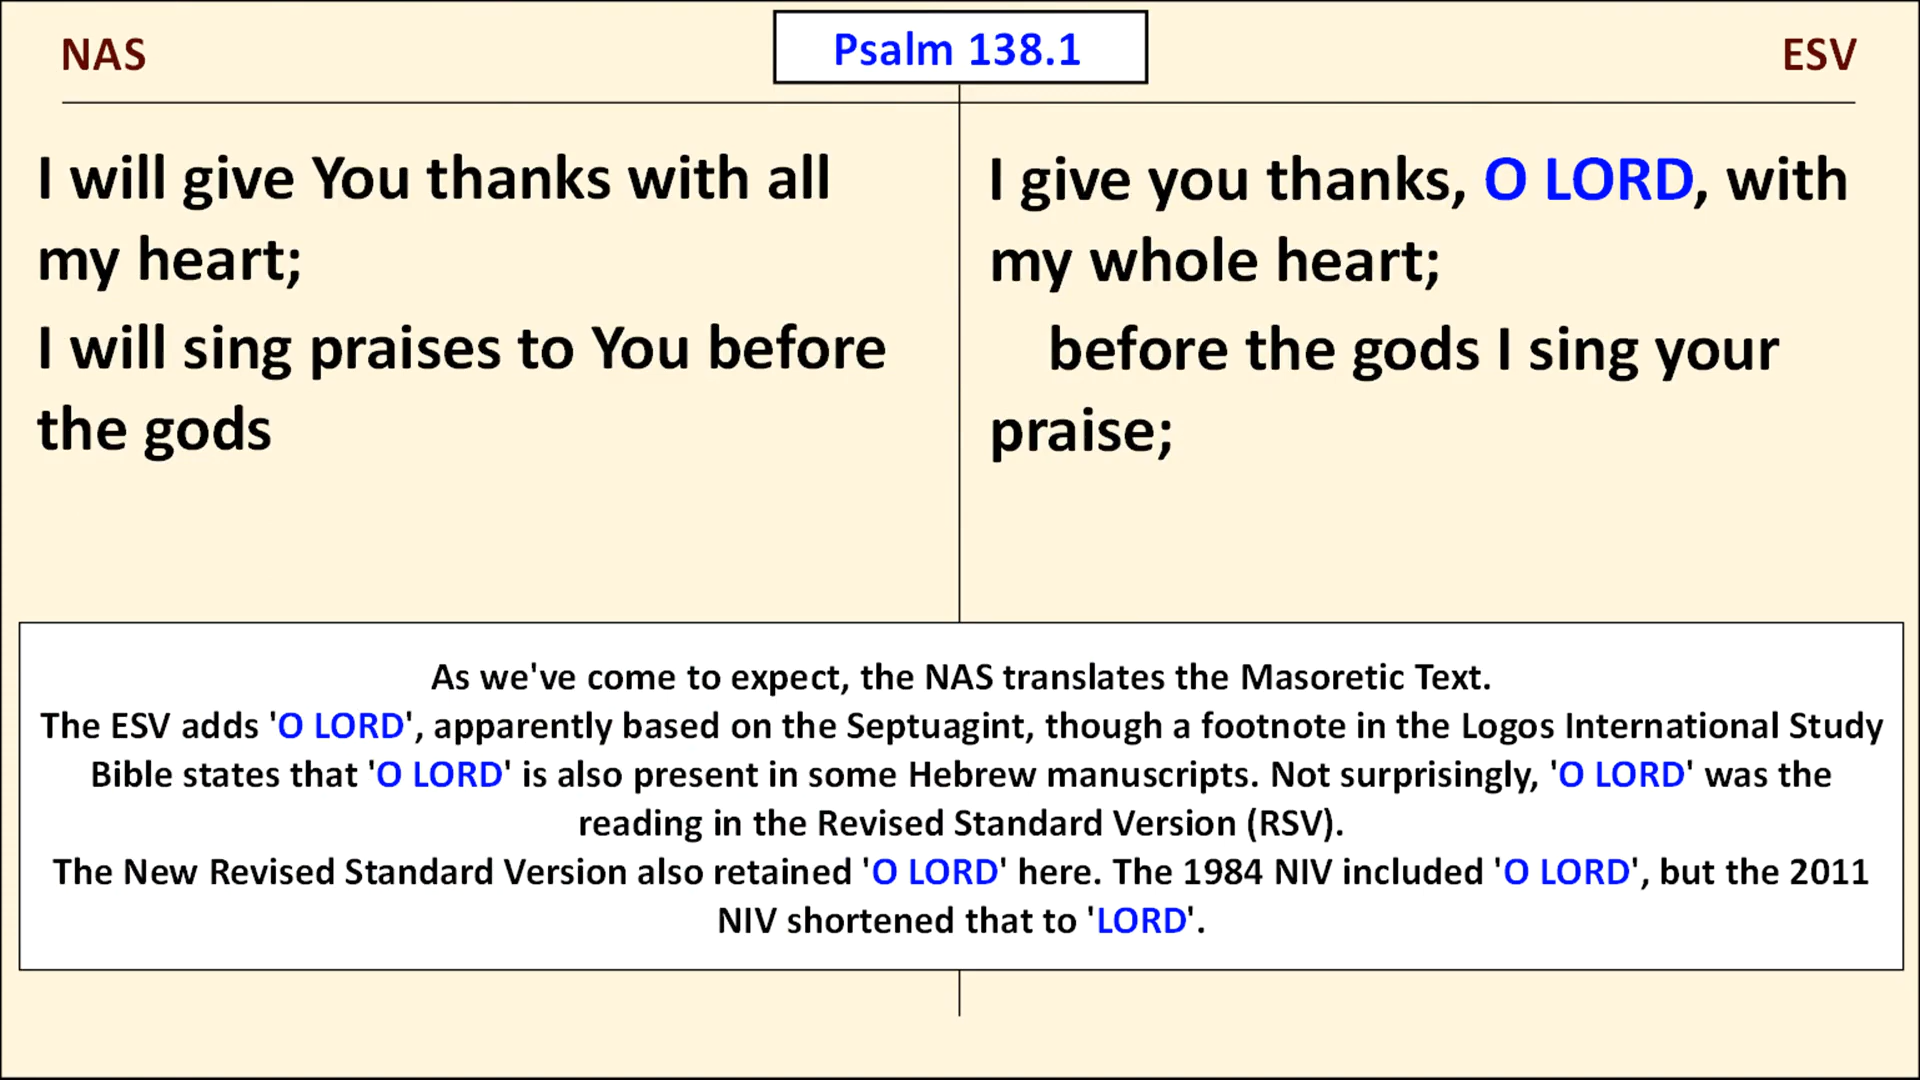 NAS
Psalm 138.1
ESV
I will give You thanks with all
my heart;
I will sing praises to You before
the gods
I give you thanks, O LORD, with
my whole heart;
before the gods I sing your
praise;
As we've come to expect, the NAS translates the Masoretic Text.
The ESV adds 'O LORD', apparently based on the Septuagint, though a footnote in the Logos International Study
Bible states that 'O LORD' is also present in some Hebrew manuscripts. Not surprisingly, 'O LORD' was the
reading in the Revised Standard Version (RSV).
The New Revised Standard Version also retained 'O LORD' here. The 1984 NIV included 'O LORD', but the 2011
NIV shortened that to 'LORD'.